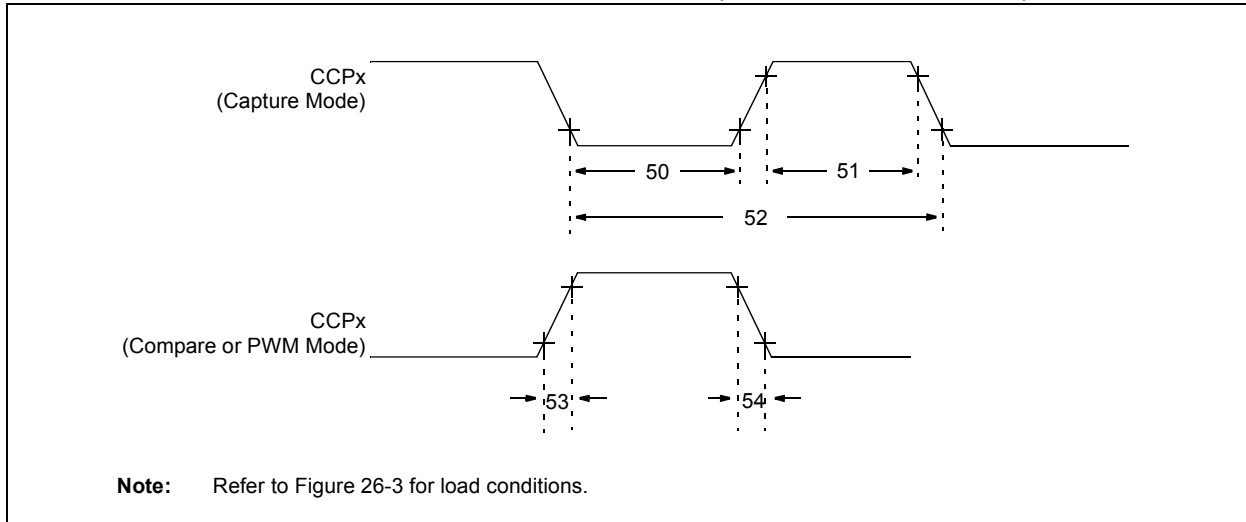 CCPx
(Capture Mode)
50
51
52
CCPx
(Compare or PWM Mode)
53
54
Note: Refer to Figure 26-3 for load conditions.